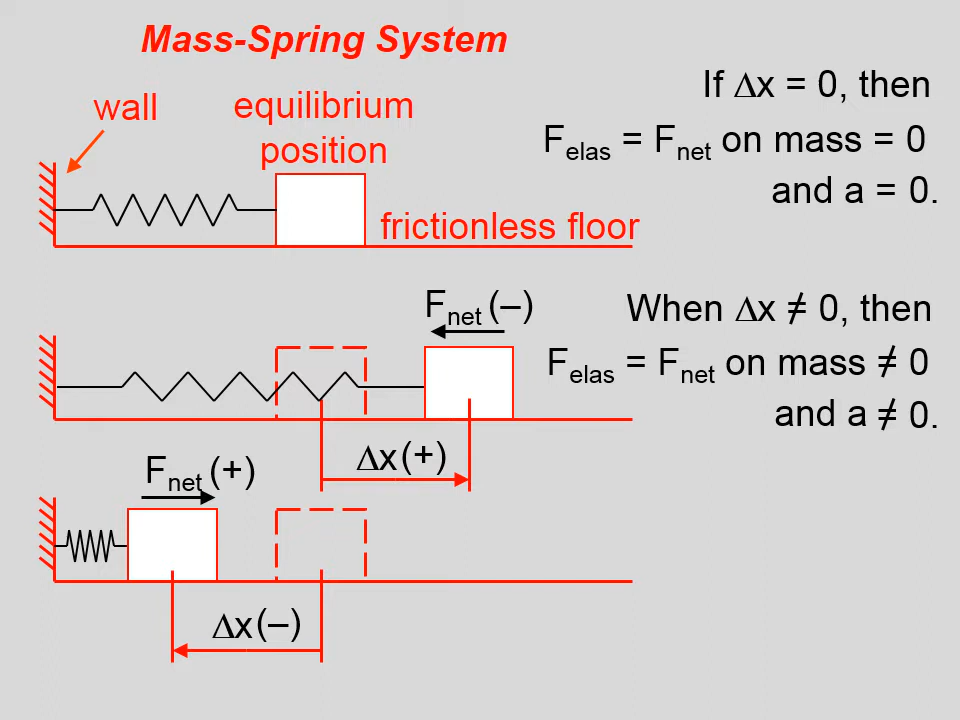 Mass-Spring System
wall
equilibrium
position
frictionless floor
If Δx = 0, then
Felas = Fnet on mass = 0
and a = 0.
Fnet (–)
When Δx ≠ 0, then
Felas = Fnet on mass ≠ 0
and a ≠ 0.
Δx (+)
Fnet (+)
Δx (–)